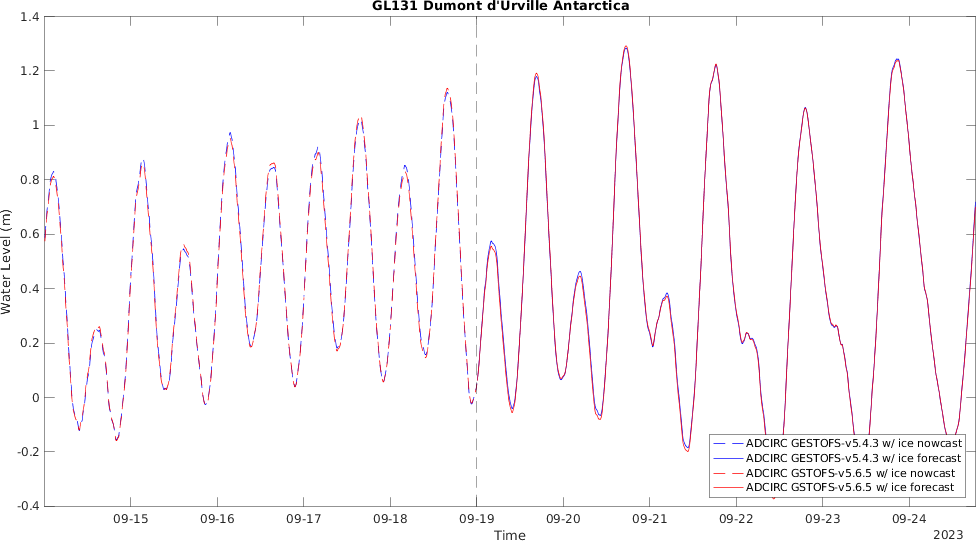 GL131 Dumont d'Urville Antarctica
1.4
1.2
1
0.8
0.6
0.4
0.2
0
-0.2
-0.4
Water Level (m)
ADCIRC GESTOFS-v5.4.3 w/ ice nowcast
ADCIRC GESTOFS-v5.4.3 w/ ice forecast
ADCIRC GSTOFS-v5.6.5 w/ ice nowcast
ADCIRC GSTOFS-v5.6.5 w/ ice forecast
09-15 09-16 09-17 09-18 09-19 09-20 09-21 09-22 09-23 09-24
Time
2023